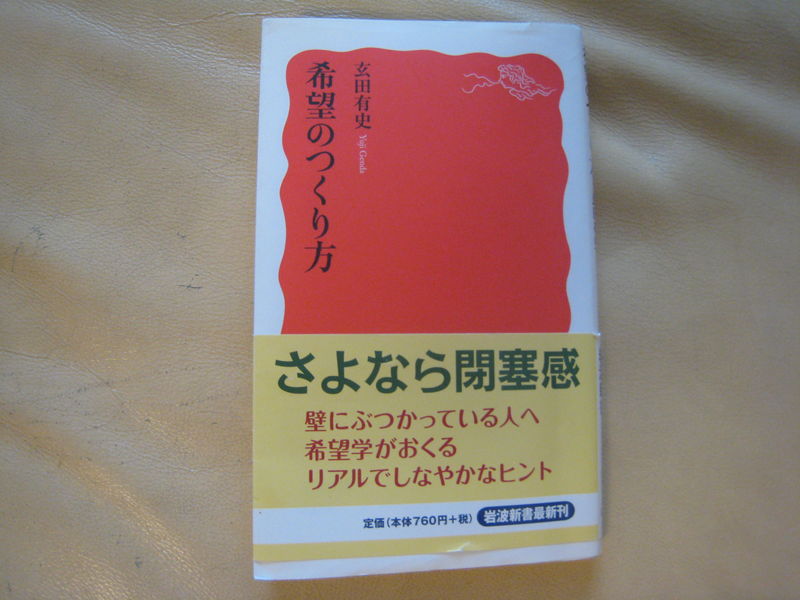 玄田有史 Yuji Genda
希望のつくり方
さよなら閉塞感
壁にぶつかっている人へ
希望学がおくる
リアルでしなやかなヒント
定価(本体760円+税) 岩波新書最新刊